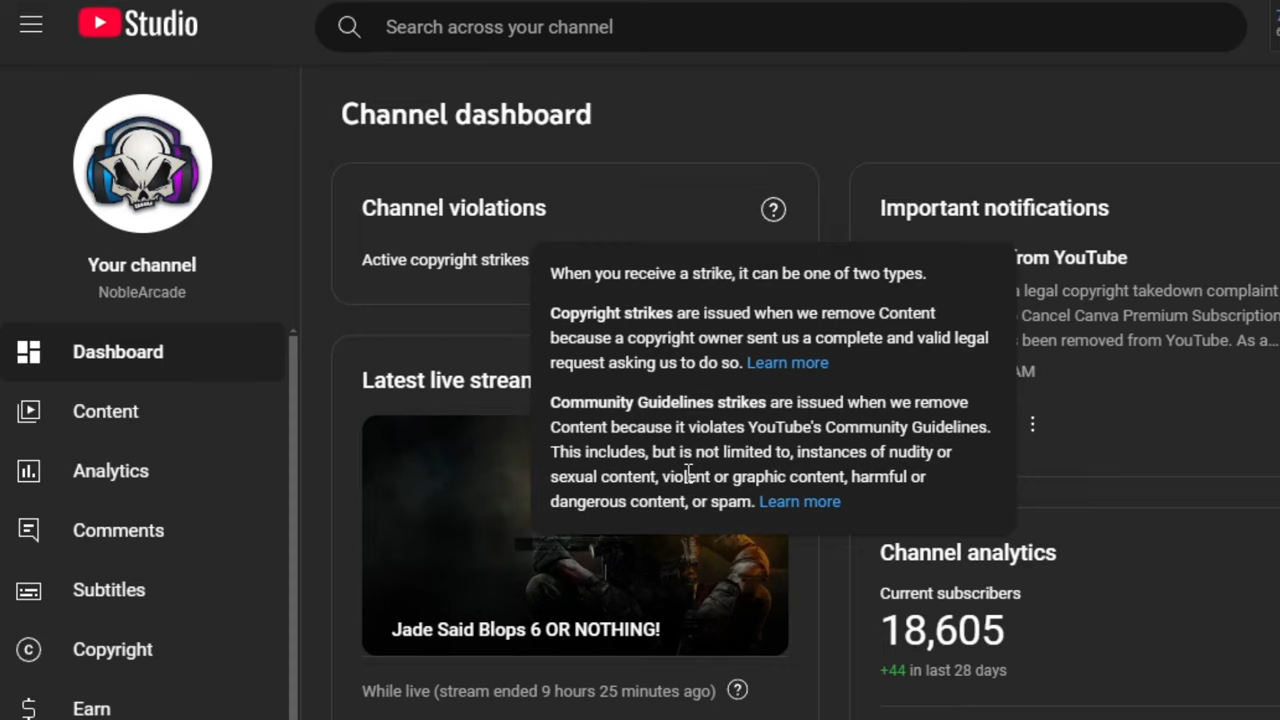 Studio
Search across your channel
Channel dashboard
Your channel
NobleArcade
Dashboard
Content
Analytics
Comments
Subtitles
Copyright
Earn
Channel violations
Active copyright strikes
When you receive a strike, it can be one of two types.
Copyright strikes are issued when we remove Content
because a copyright owner sent us a complete and valid legal
request asking us to do so. Learn more
Community Guidelines strikes are issued when we remove
Content because it violates YouTube's Community Guidelines.
This includes, but is not limited to, instances of nudity or
sexual content, violent or graphic content, harmful or
dangerous content, or spam. Learn more
Latest live strean
Jade Said Blops 6 OR NOTHING!
While live (stream ended 9 hours 25 minutes ago)
Important notifications
from YouTube
legal copyright takedown complaint
Cancel Canva Premium Subscription
been removed from YouTube. As a...
AM
Channel analytics
Current subscribers
18,605
+44 in last 28 days